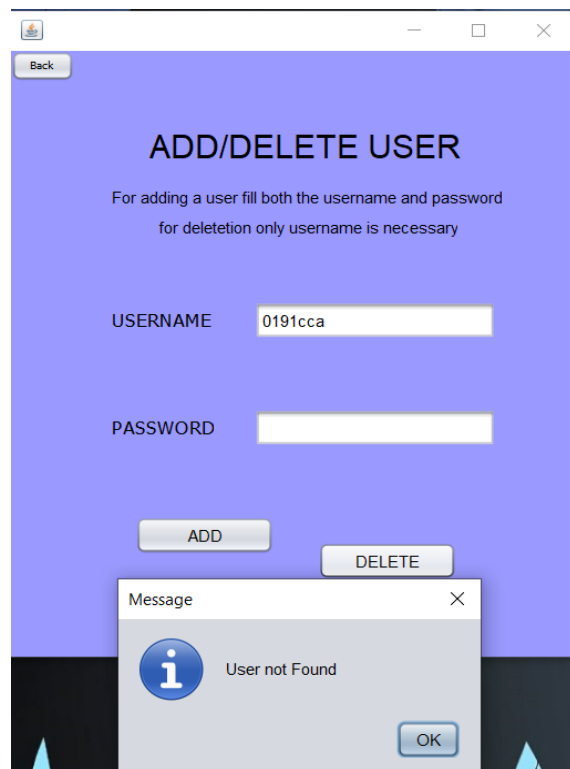 Back
ADD/DELETE USER
For adding a user fill both the username and password
for deletetion only username is necessary
USERNAME 0191cca
PASSWORD
ADD
DELETE
Message
User not Found
OK